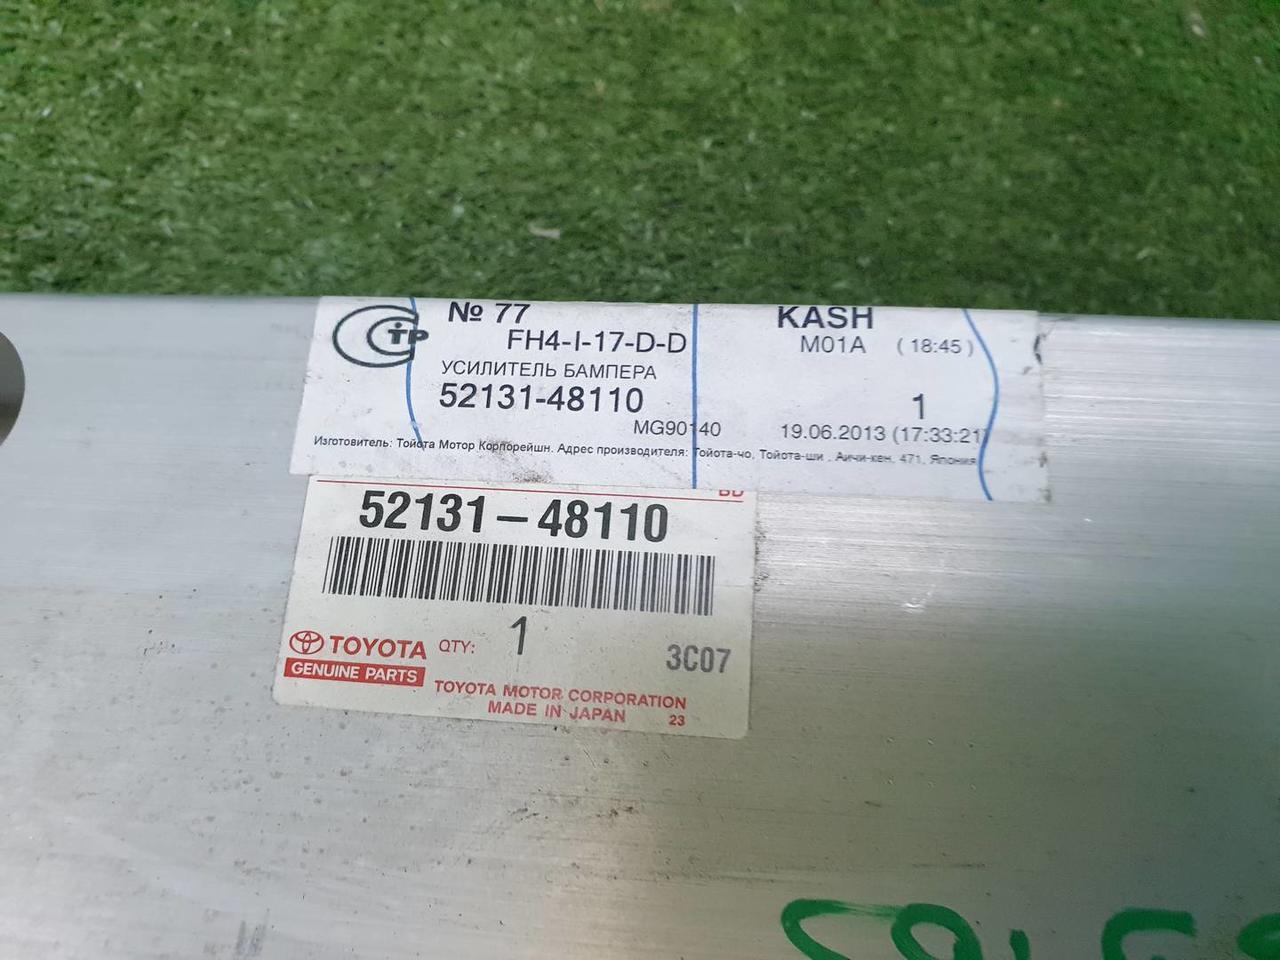 № 77
СТР
FH4-I-17-D-D
УСИЛИТЕЛЬ БАМПЕРА
52131-48110
MG90140
KASH
M01A (18:45)
1
19.06.2013 (17:33:21)
Изготовитель: Тойота Мотор Корпорейшн. Адрес производителя: Тойота-чо, Тойота-ши , Аичи-кен, 471, Япония
BD
52131-48110
TOYOTA QTY: 1
GENUINE PARTS
3C07
TOYOTA MOTOR CORPORATION
MADE IN JAPAN 23